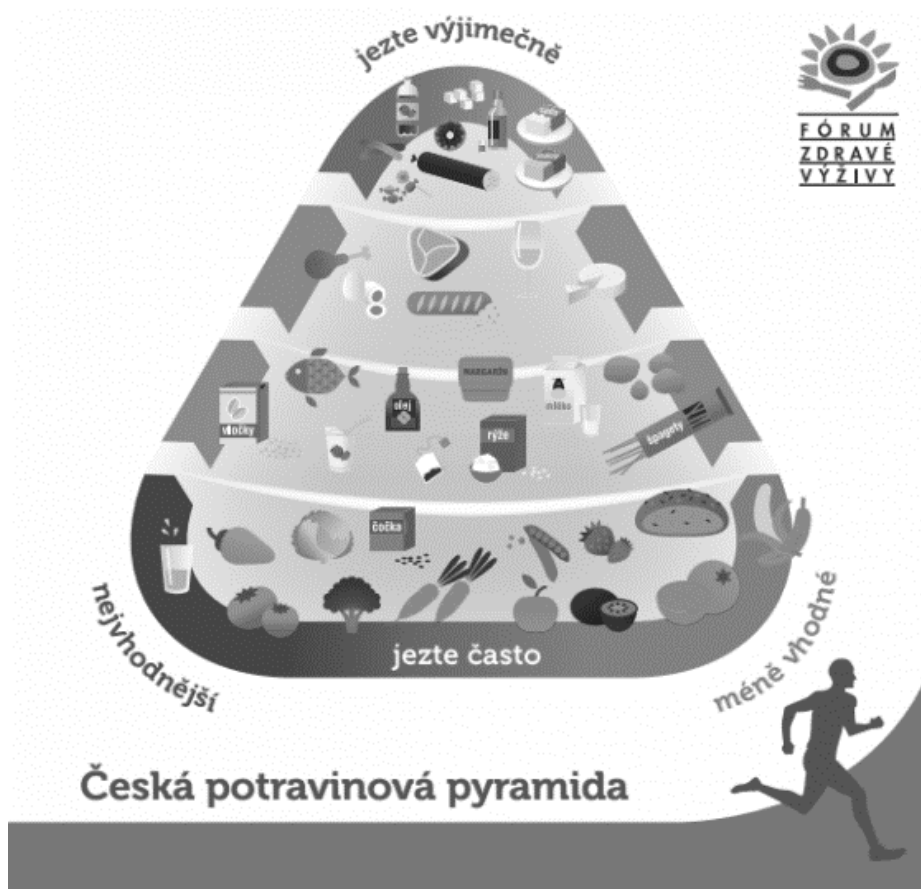 jezte výjimečně
FÓRUM
ZDRAVÉ
VÝŽIVY
MARGARÍN
olej
mléko
vločky
rýže
špagety
čočka
nejvhodnější
jezte často
méně vhodné
Česká potravinová pyramida